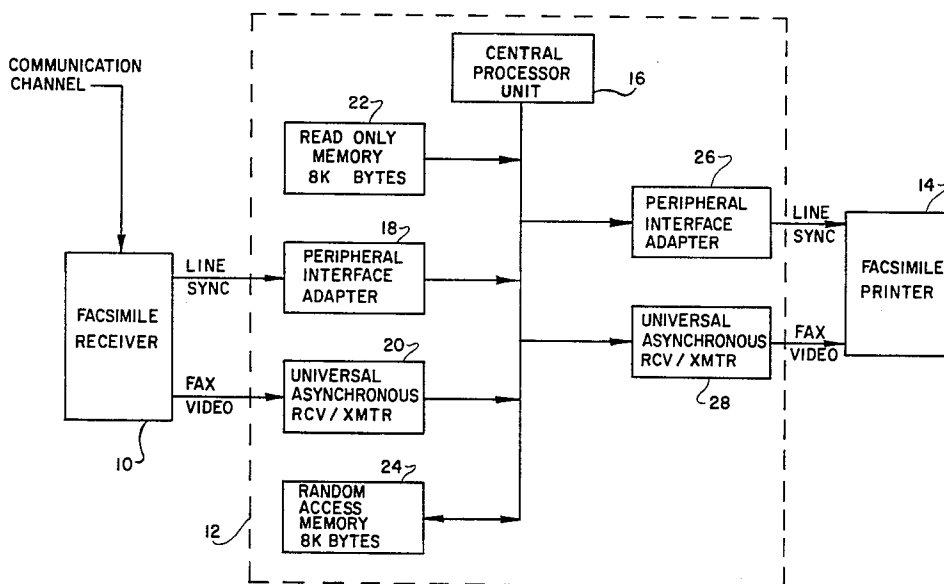 COMMUNICATION
CHANNEL
CENTRAL
PROCESSOR
UNIT
16
22
READ ONLY
MEMORY
8K BYTES
26
PERIPHERAL
INTERFACE
ADAPTER
LINE
SYNC
14
FACSIMILE
PRINTER
18
PERIPHERAL
INTERFACE
ADAPTER
LINE
SYNC
FACSIMILE
RECEIVER
UNIVERSAL
ASYNCHRONOUS
RCV / XMTR
28
FAX
VIDEO
20
UNIVERSAL
ASYNCHRONOUS
RCV / XMTR
FAX
VIDEO
10
24
RANDOM
ACCESS
MEMORY
8K BYTES
12